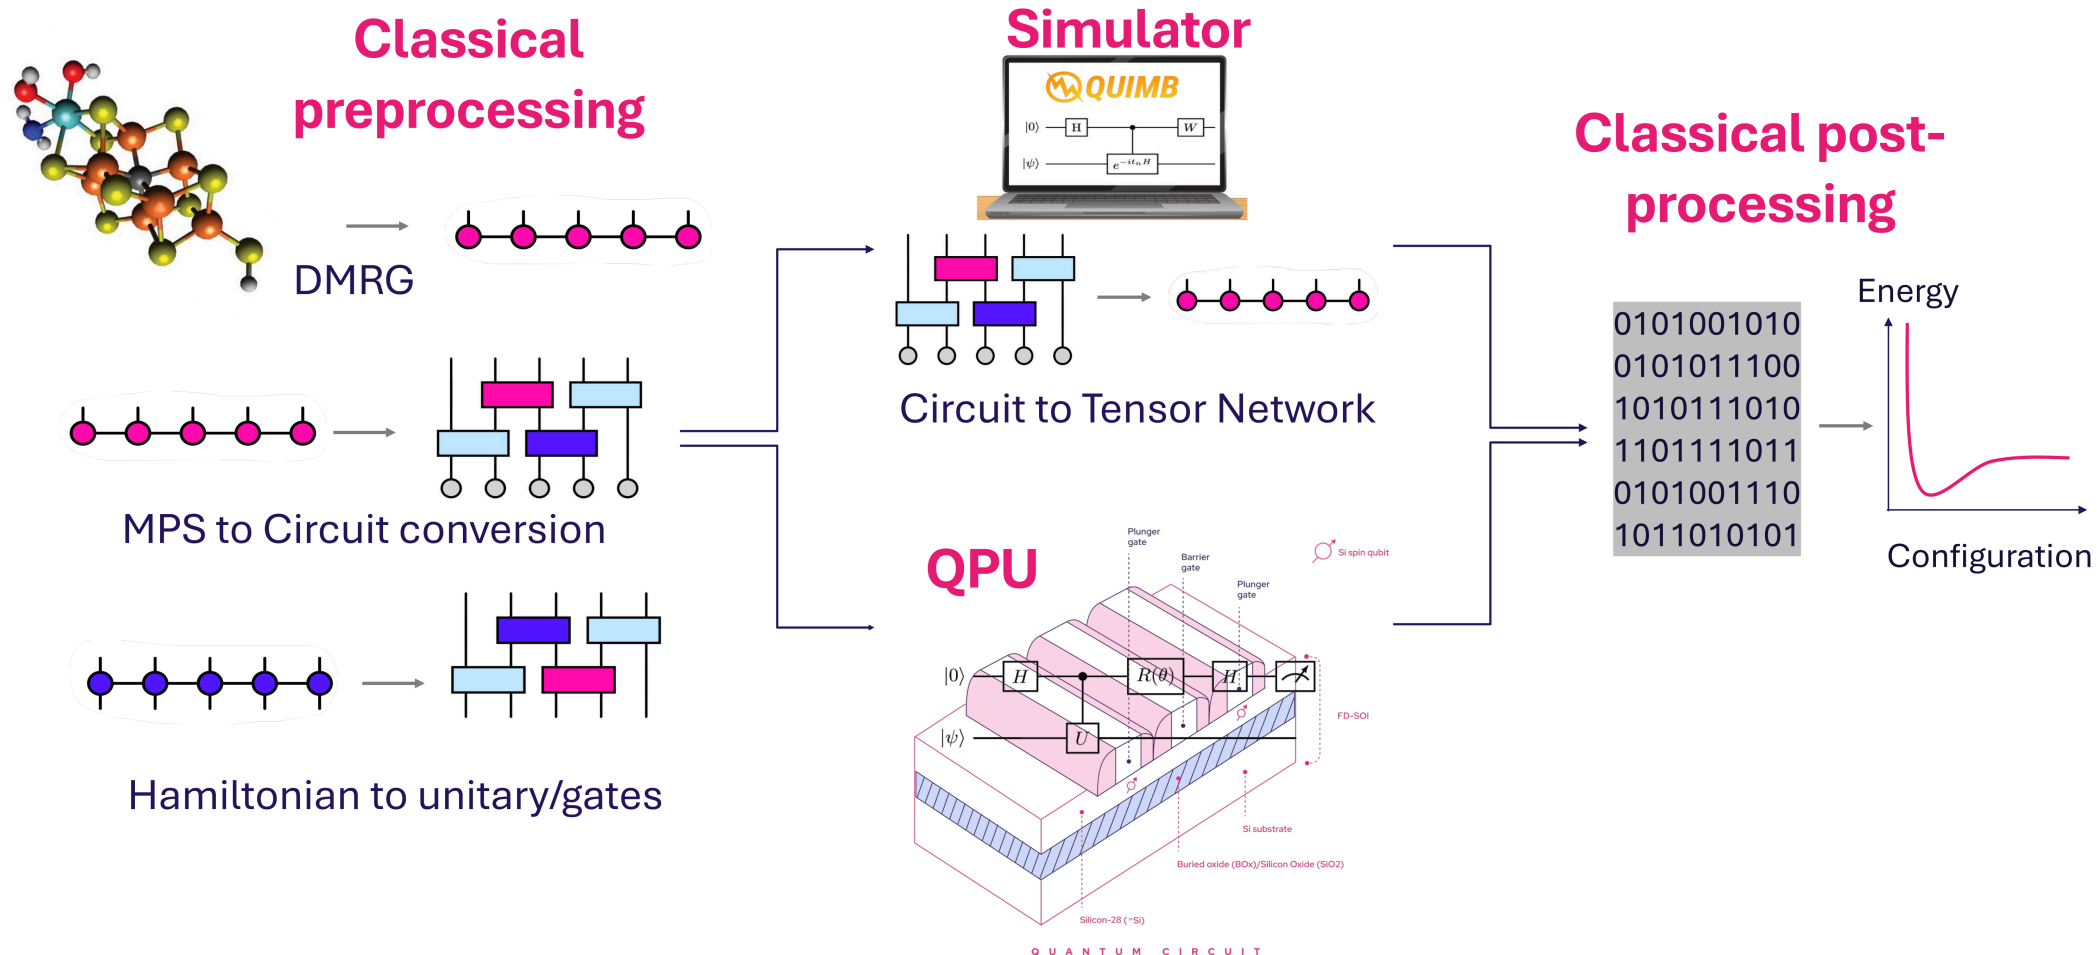 Classical
preprocessing
DMRG
MPS to Circuit conversion
Hamiltonian to unitary/gates
Simulator
QUIMB
|0⟩ H W
|ψ⟩ e^{-it_nH}
Circuit to Tensor Network
QPU
Plunger
gate
Barrier
gate
Plunger
gate
Si spin qubit
|0⟩ H R(θ) H
|ψ⟩ U
FD-SOI
Si substrate
Buried oxide (BOx)/Silicon Oxide (SiO2)
Silicon-28 (²⁸Si)
QUANTUM CIRCUIT
Classical post-
processing
0101001010
0101011100
1010111010
1101111011
0101001110
1011010101
Energy
Configuration